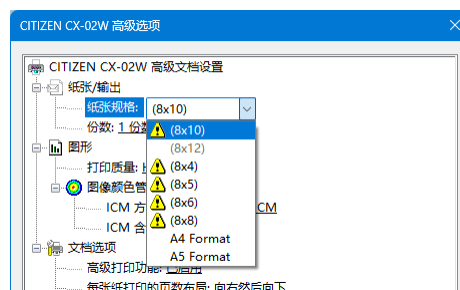 CITIZEN CX-02W 高级选项
CITIZEN CX-02W 高级文档设置
纸张/输出
纸张规格: (8x10)
份数: 1 份数
(8x10)
(8x12)
图形
打印质量:
(8x4)
(8x5)
图像颜色管
(8x6)
ICM 方 CM
(8x8)
ICM 含
A4 Format
文档选项
A5 Format
高级打印功能: 已启用
每张纸打印的页数布局: 向右然后向下